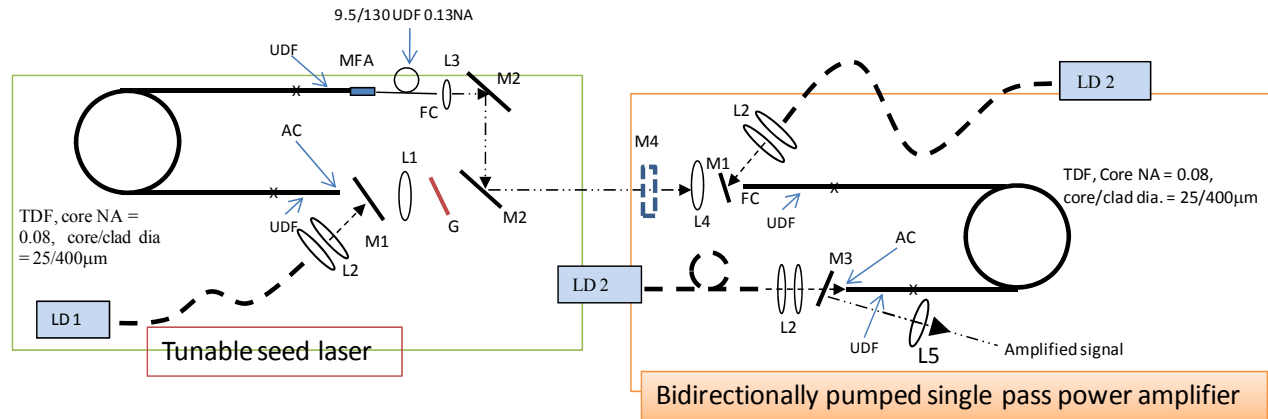 9.5/130 UDF 0.13NA
UDF
MFA
L3
M2
FC
AC
L1
M2
TDF, core NA =
0.08, core/clad dia
= 25/400µm
UDF
M1
G
L2
LD 1
Tunable seed laser
LD 2
L2
M4
M1
FC
L4
UDF
TDF, Core NA = 0.08,
core/clad dia. = 25/400µm
AC
M3
LD 2
L2
UDF
L5
Amplified signal
Bidirectionally pumped single pass power amplifier